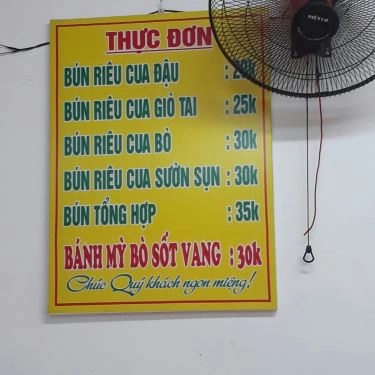 THỰC ĐƠN
BÚN RIÊU CUA ĐẬU
BÚN RIÊU CUA GIÒ TAI : 25k
BÚN RIÊU CUA BÒ : 30k
BÚN RIÊU CUA SƯỜN SỤN : 30k
BÚN TỔNG HỢP : 35k
BÁNH MỲ BÒ SỐT VANG : 30k
Chúc Quý khách ngon miệng!